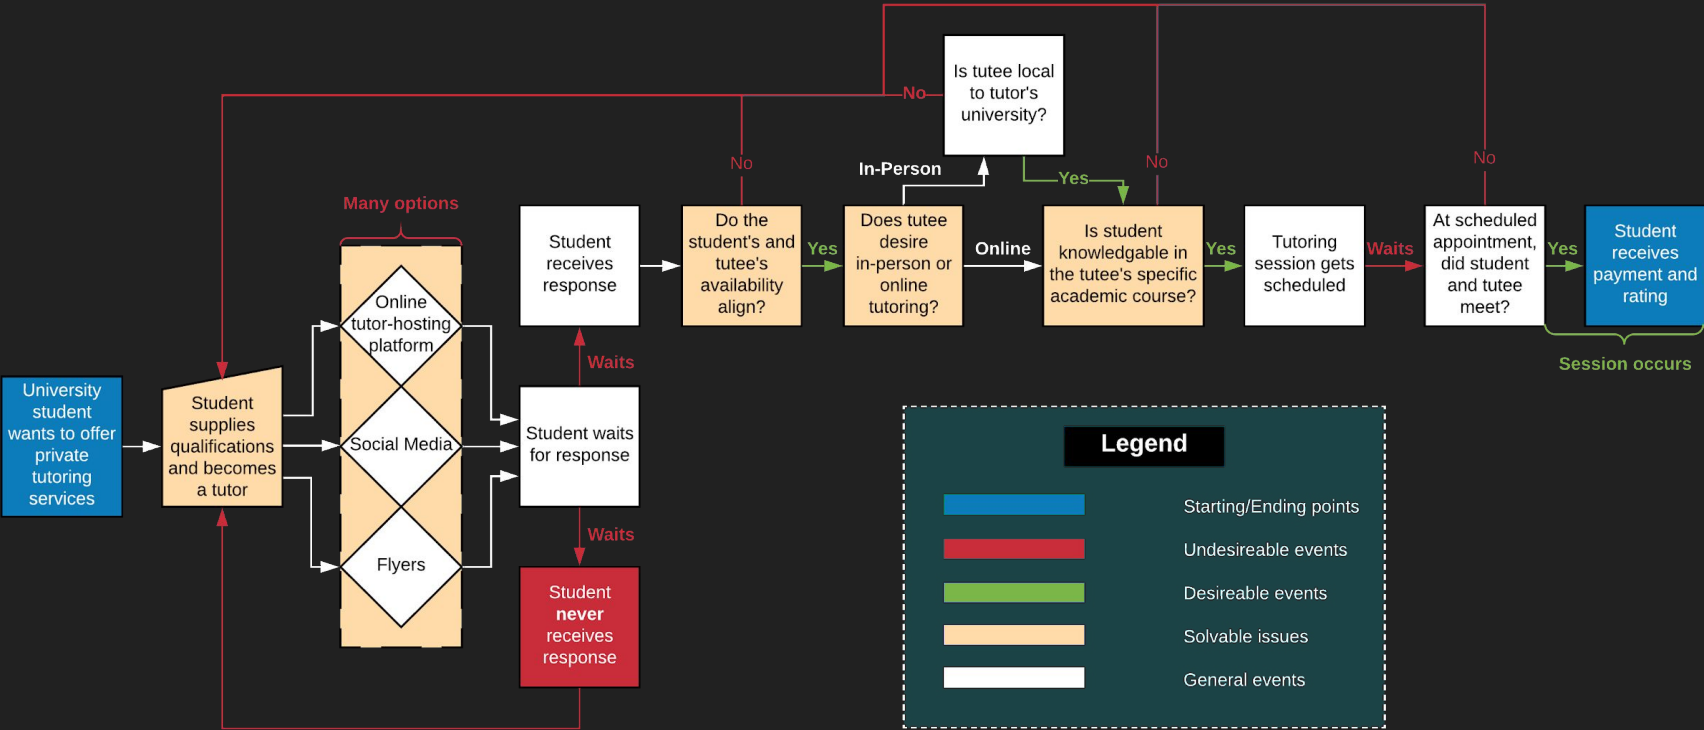 University
student
wants to offer
private
tutoring
services
Student
supplies
qualifications
and becomes
a tutor
Many options
Online
tutor-hosting
platform
Social Media
Flyers
Student waits
for response
Waits
Student
receives
response
Waits
Student
never
receives
response
Do the
student's and
tutee's
availability
align?
No
Yes
Does tutee
desire
in-person or
online
tutoring?
In-Person
Is tutee local
to tutor's
university?
No
Yes
Online
Is student
knowledgable in
the tutee's specific
academic course?
No
Yes
Tutoring
session gets
scheduled
Waits
At scheduled
appointment,
did student
and tutee
meet?
No
Yes
Student
receives
payment and
rating
Session occurs
Legend
Starting/Ending points
Undesireable events
Desireable events
Solvable issues
General events